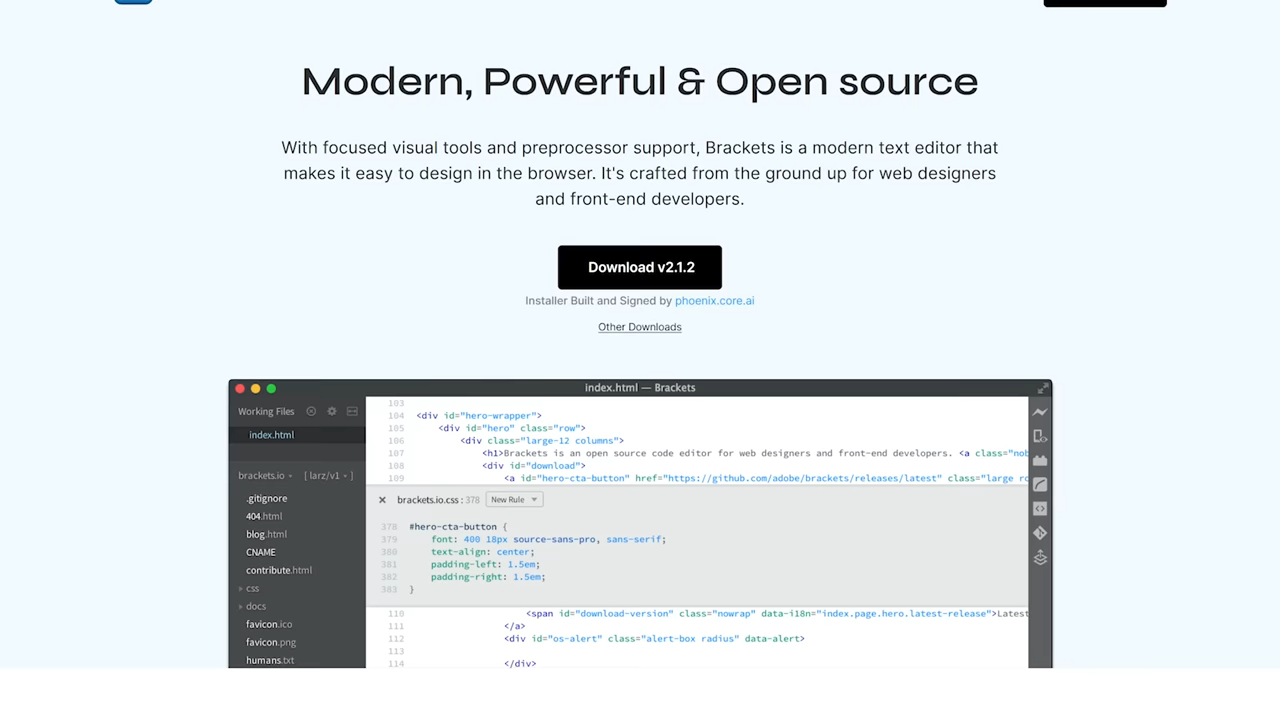 Modern, Powerful & Open source
With focused visual tools and preprocessor support, Brackets is a modern text editor that
makes it easy to design in the browser. It's crafted from the ground up for web designers
and front-end developers.
Download v2.1.2
Installer Built and Signed by phoenix.core.ai
Other Downloads
index.html — Brackets
Working Files
index.html
brackets.io
[ larz/v1 ]
.gitignore
404.html
blog.html
CNAME
contribute.html
css
docs
favicon.ico
favicon.png
humans.txt
103
104 <div id="hero-wrapper">
105 <div id="hero" class="row">
106 <div class="large-12 columns">
107 <h1>Brackets is an open source code editor for web designers and front-end developers. <a class="nob
108 <div id="download">
109 <a id="hero-cta-button" href="https://github.com/adobe/brackets/releases/latest" class="large ro
brackets.io.css : 378 New Rule
378 #hero-cta-button {
379 font: 400 18px source-sans-pro, sans-serif;
380 text-align: center;
381 padding-left: 1.5em;
382 padding-right: 1.5em;
383 }
110 <span id="download-version" class="nowrap" data-i18n="index.page.hero.latest-release">Latest
111 </a>
112 <div id="os-alert" class="alert-box radius" data-alert>
113
114 </div>